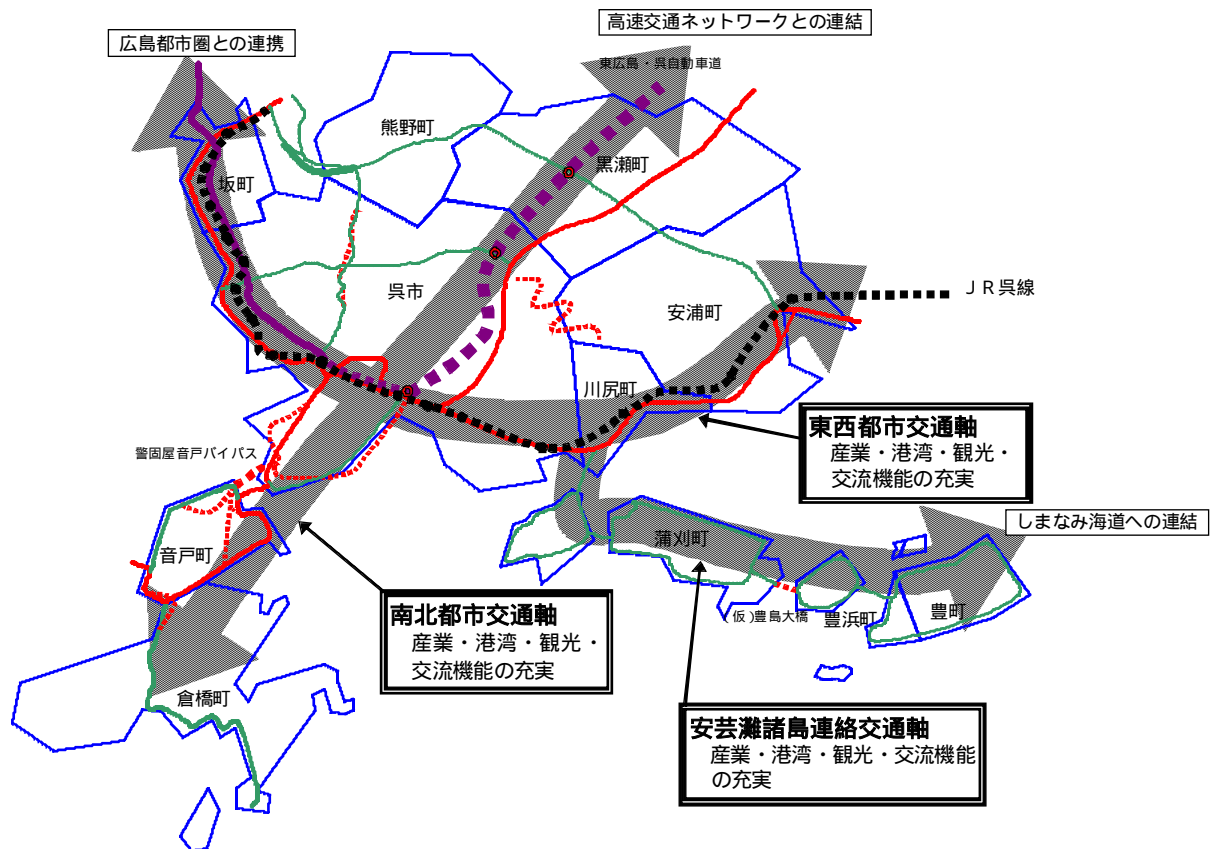 高速交通ネットワークとの連結
広島都市圏との連携
東広島・呉自動車道
熊野町
黒瀬町
坂町
呉市
ＪＲ呉線
安浦町
川尻町
東西都市交通軸
産業・港湾・観光・
交流機能の充実
警固屋音戸バイパス
しまなみ海道への連結
蒲刈町
音戸町
南北都市交通軸
産業・港湾・観光・
交流機能の充実
(仮)豊島大橋
豊浜町
豊町
倉橋町
安芸灘諸島連絡交通軸
産業・港湾・観光・交流機能
の充実